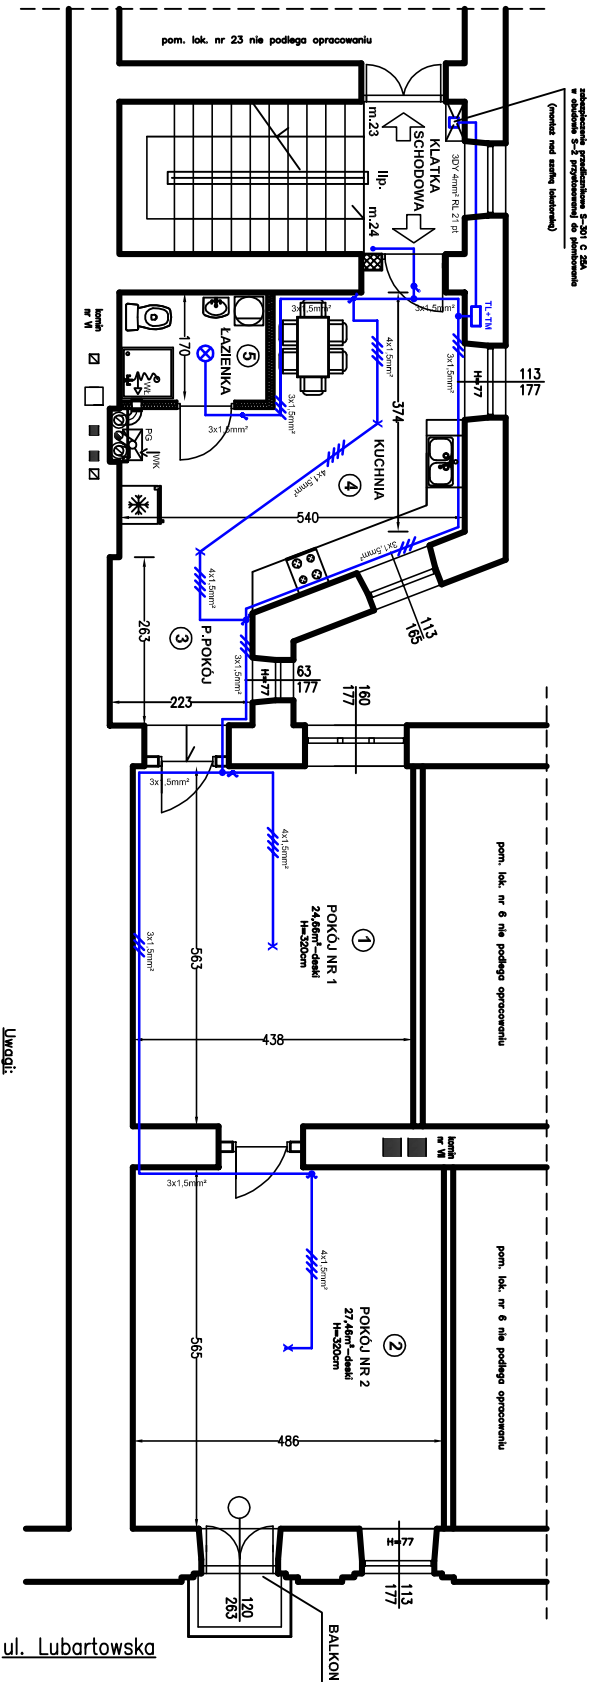 pom. lok. nr 23 nie podlega opracowaniu
zabezpieczenie przedlicznikowe S-301 C 25A
w obudowie S-2 przystosowanej do plombowania
(montaż nad szafką lokatorską)
m.23
KLATKA
SCHODOWA
3DY 4mm² RL 21 pt
IIp.
m.24
TL+TM
komin
nr VI
3x1,5mm²
3x1,5mm²
3x1,5mm²
113
177
H=77
170
ŁAZIENKA
5
4x1,5mm²
374
3x1,5mm²
3x1,5mm²
PG
WK
KUCHNIA
4
4x1,5mm²
540
3x1,5mm²
113
165
4x1,5mm²
263
3
P.POKÓJ
3x1,5mm²
223
H=77
63
177
160
177
3x1,5mm²
4x1,5mm²
3x1,5mm²
563
438
1
POKÓJ NR 1
24,66m²-deski
H=320cm
pom. lok. nr 6 nie podlega opracowaniu
komin
nr VII
3x1,5mm²
4x1,5mm²
565
486
2
POKÓJ NR 2
27,46m²-deski
H=320cm
pom. lok. nr 6 nie podlega opracowaniu
H=77
113
177
120
263
BALKON
Uwagi:
ul. Lubartowska